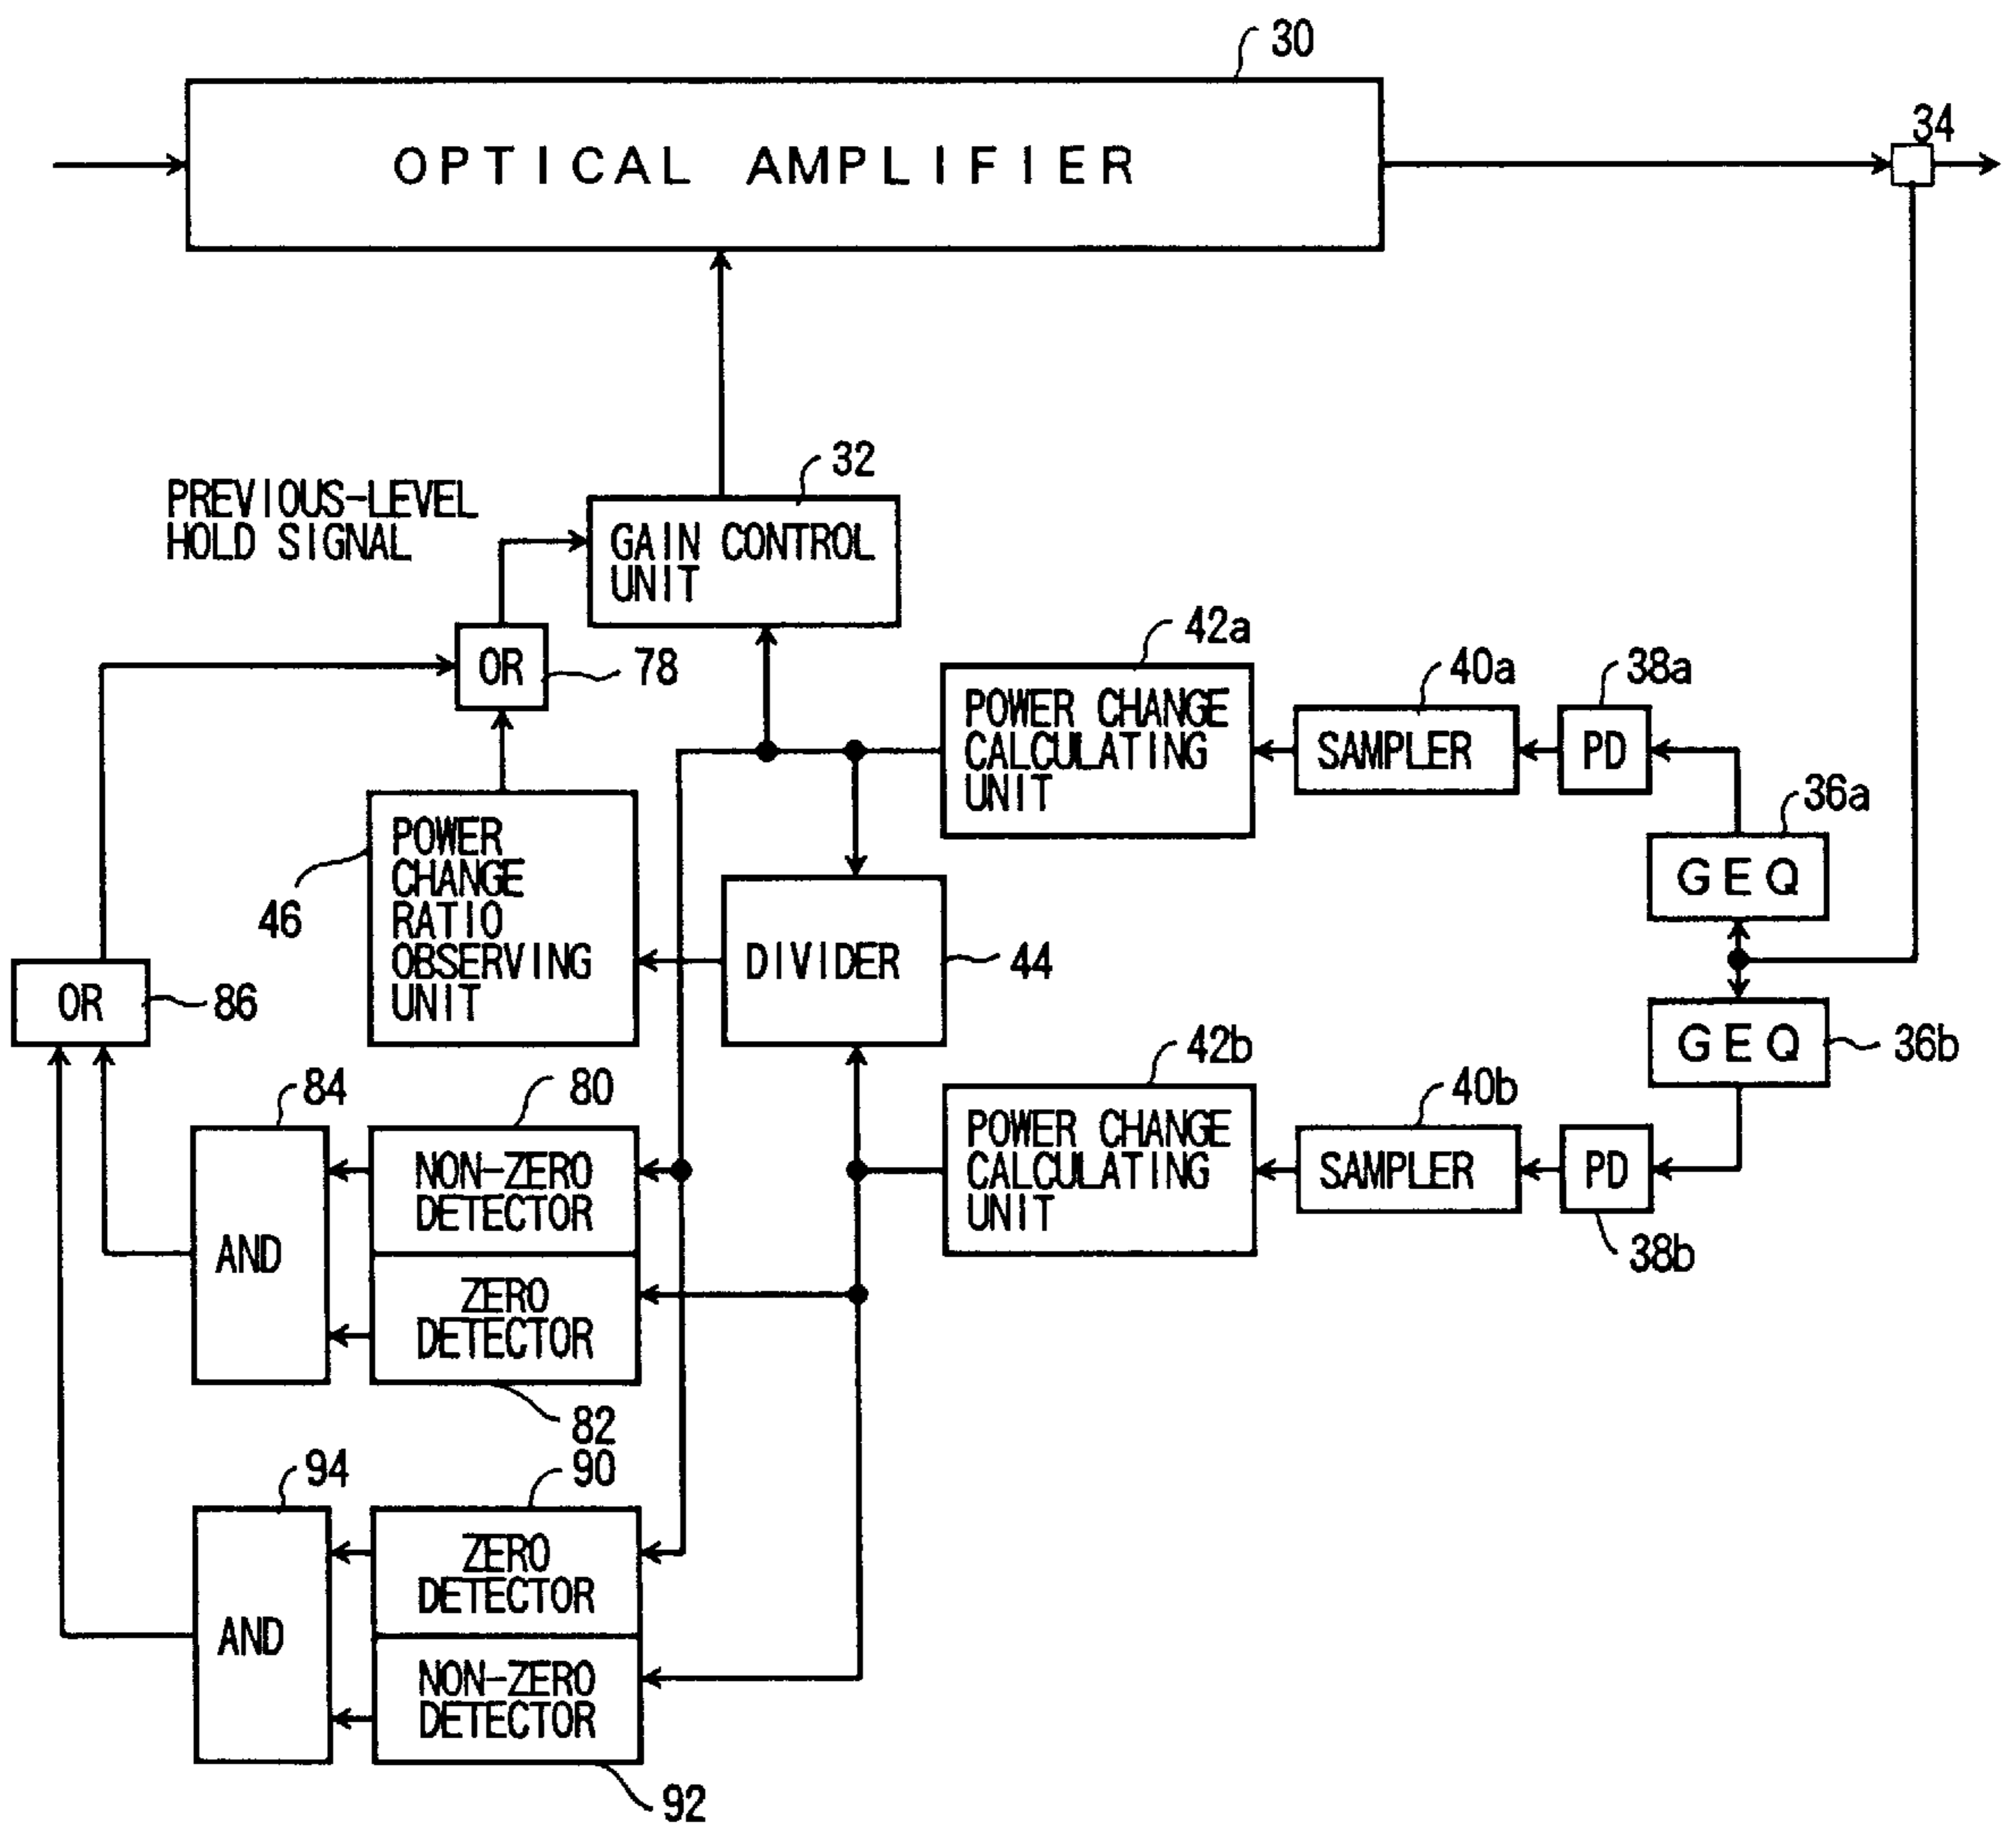 30
OPTICAL AMPLIFIER
34
PREVIOUS-LEVEL
HOLD SIGNAL
32
GAIN CONTROL
UNIT
OR
78
42a
POWER CHANGE
CALCULATING
UNIT
40a
SAMPLER
38a
PD
36a
GEQ
46
POWER
CHANGE
RATIO
OBSERVING
UNIT
DIVIDER
44
OR
86
GEQ
36b
42b
POWER CHANGE
CALCULATING
UNIT
40b
SAMPLER
PD
38b
84
AND
80
NON-ZERO
DETECTOR
ZERO
DETECTOR
82
94
AND
90
ZERO
DETECTOR
NON-ZERO
DETECTOR
92